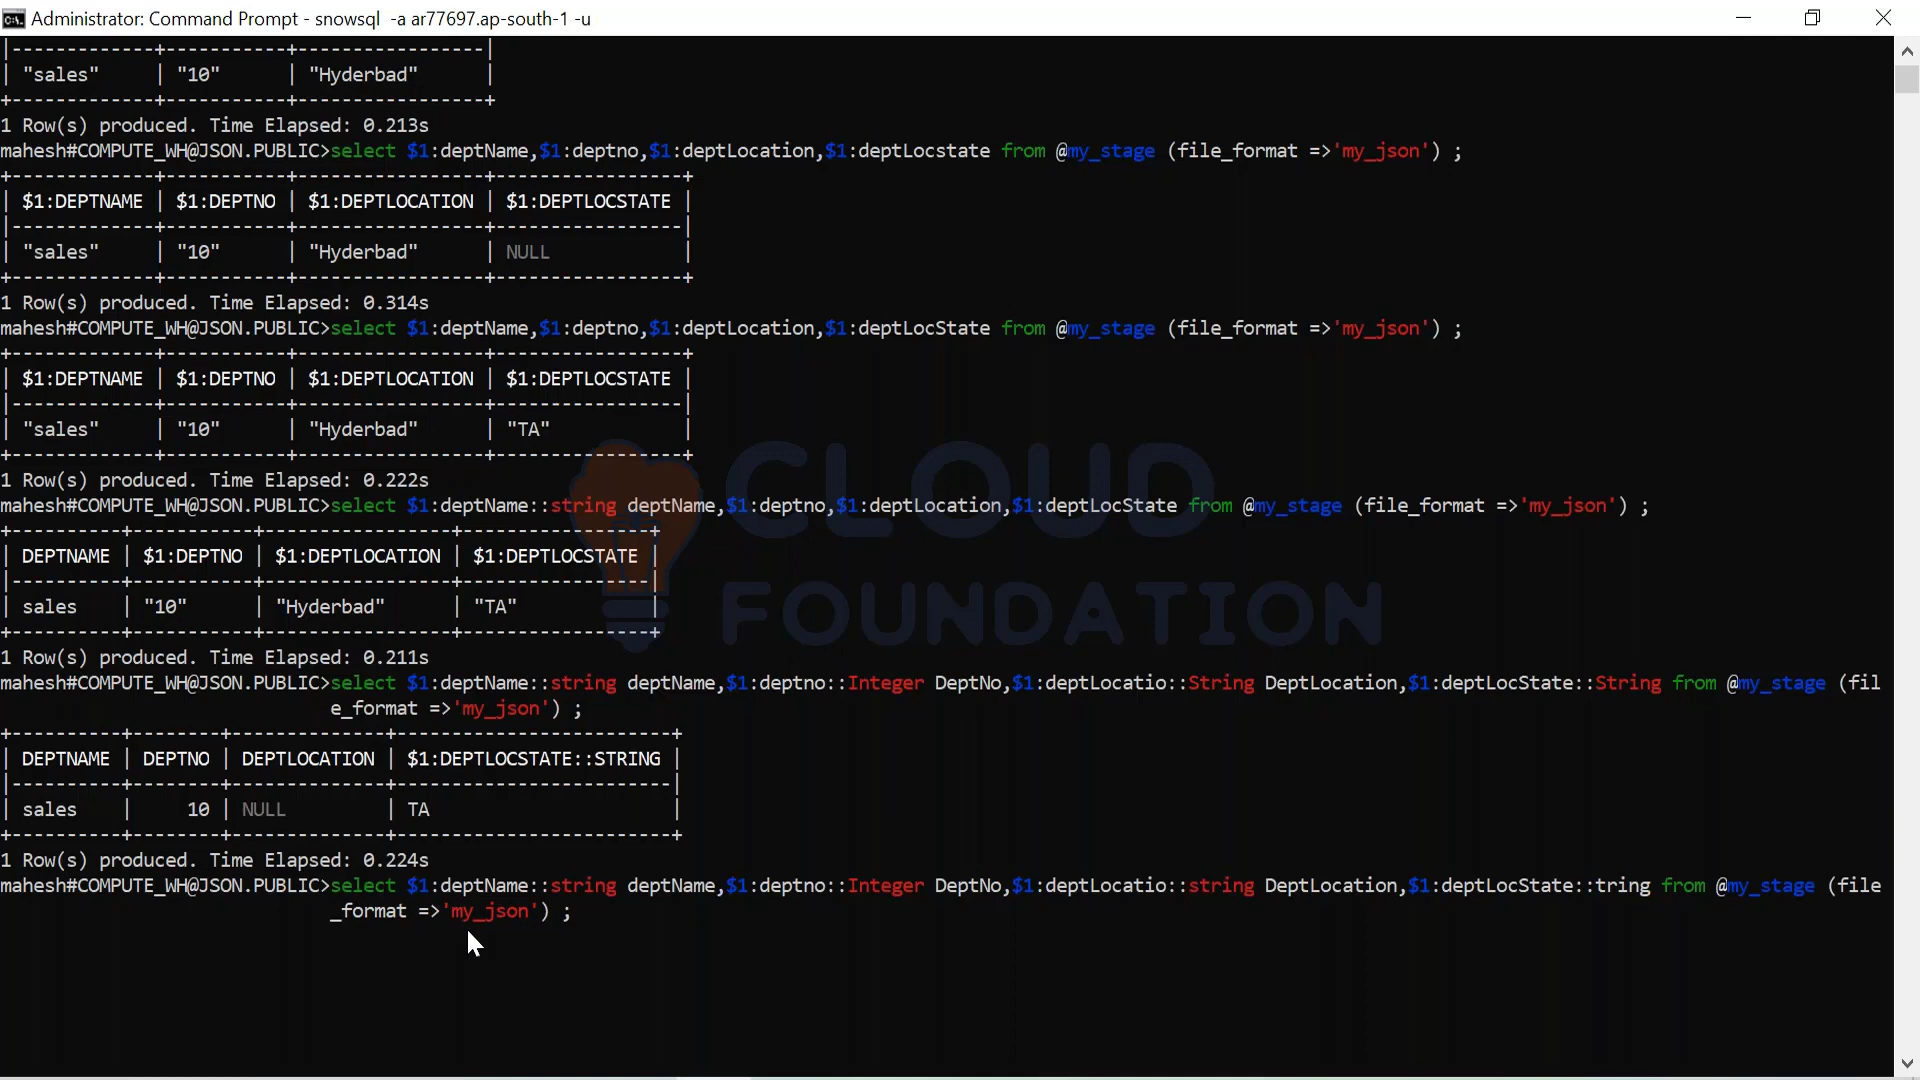 Administrator: Command Prompt - snowsql  -a ar77697.ap-south-1 -u
|-------------+-----------+-----------------|
| "sales"     | "10"      | "Hyderbad"      |
+-------------+-----------+-----------------+
1 Row(s) produced. Time Elapsed: 0.213s
mahesh#COMPUTE_WH@JSON.PUBLIC>select $1:deptName,$1:deptno,$1:deptLocation,$1:deptLocstate from @my_stage (file_format =>'my_json') ;
+-------------+-----------+-----------------+-----------------+
| $1:DEPTNAME | $1:DEPTNO | $1:DEPTLOCATION | $1:DEPTLOCSTATE |
|-------------+-----------+-----------------+-----------------|
| "sales"     | "10"      | "Hyderbad"      | NULL            |
+-------------+-----------+-----------------+-----------------+
1 Row(s) produced. Time Elapsed: 0.314s
mahesh#COMPUTE_WH@JSON.PUBLIC>select $1:deptName,$1:deptno,$1:deptLocation,$1:deptLocState from @my_stage (file_format =>'my_json') ;
+-------------+-----------+-----------------+-----------------+
| $1:DEPTNAME | $1:DEPTNO | $1:DEPTLOCATION | $1:DEPTLOCSTATE |
|-------------+-----------+-----------------+-----------------|
| "sales"     | "10"      | "Hyderbad"      | "TA"            |
+-------------+-----------+-----------------+-----------------+
1 Row(s) produced. Time Elapsed: 0.222s
mahesh#COMPUTE_WH@JSON.PUBLIC>select $1:deptName::string deptName,$1:deptno,$1:deptLocation,$1:deptLocState from @my_stage (file_format =>'my_json') ;
+----------+-----------+-----------------+-----------------+
| DEPTNAME | $1:DEPTNO | $1:DEPTLOCATION | $1:DEPTLOCSTATE |
|----------+-----------+-----------------+-----------------|
| sales    | "10"      | "Hyderbad"      | "TA"            |
+----------+-----------+-----------------+-----------------+
1 Row(s) produced. Time Elapsed: 0.211s
mahesh#COMPUTE_WH@JSON.PUBLIC>select $1:deptName::string deptName,$1:deptno::Integer DeptNo,$1:deptLocatio::String DeptLocation,$1:deptLocState::String from @my_stage (fil
e_format =>'my_json') ;
+----------+--------+--------------+-------------------------+
| DEPTNAME | DEPTNO | DEPTLOCATION | $1:DEPTLOCSTATE::STRING |
|----------+--------+--------------+-------------------------|
| sales    |     10 | NULL         | TA                      |
+----------+--------+--------------+-------------------------+
1 Row(s) produced. Time Elapsed: 0.224s
mahesh#COMPUTE_WH@JSON.PUBLIC>select $1:deptName::string deptName,$1:deptno::Integer DeptNo,$1:deptLocatio::string DeptLocation,$1:deptLocState::tring from @my_stage (file
_format =>'my_json') ;
CLOUD
FOUNDATION